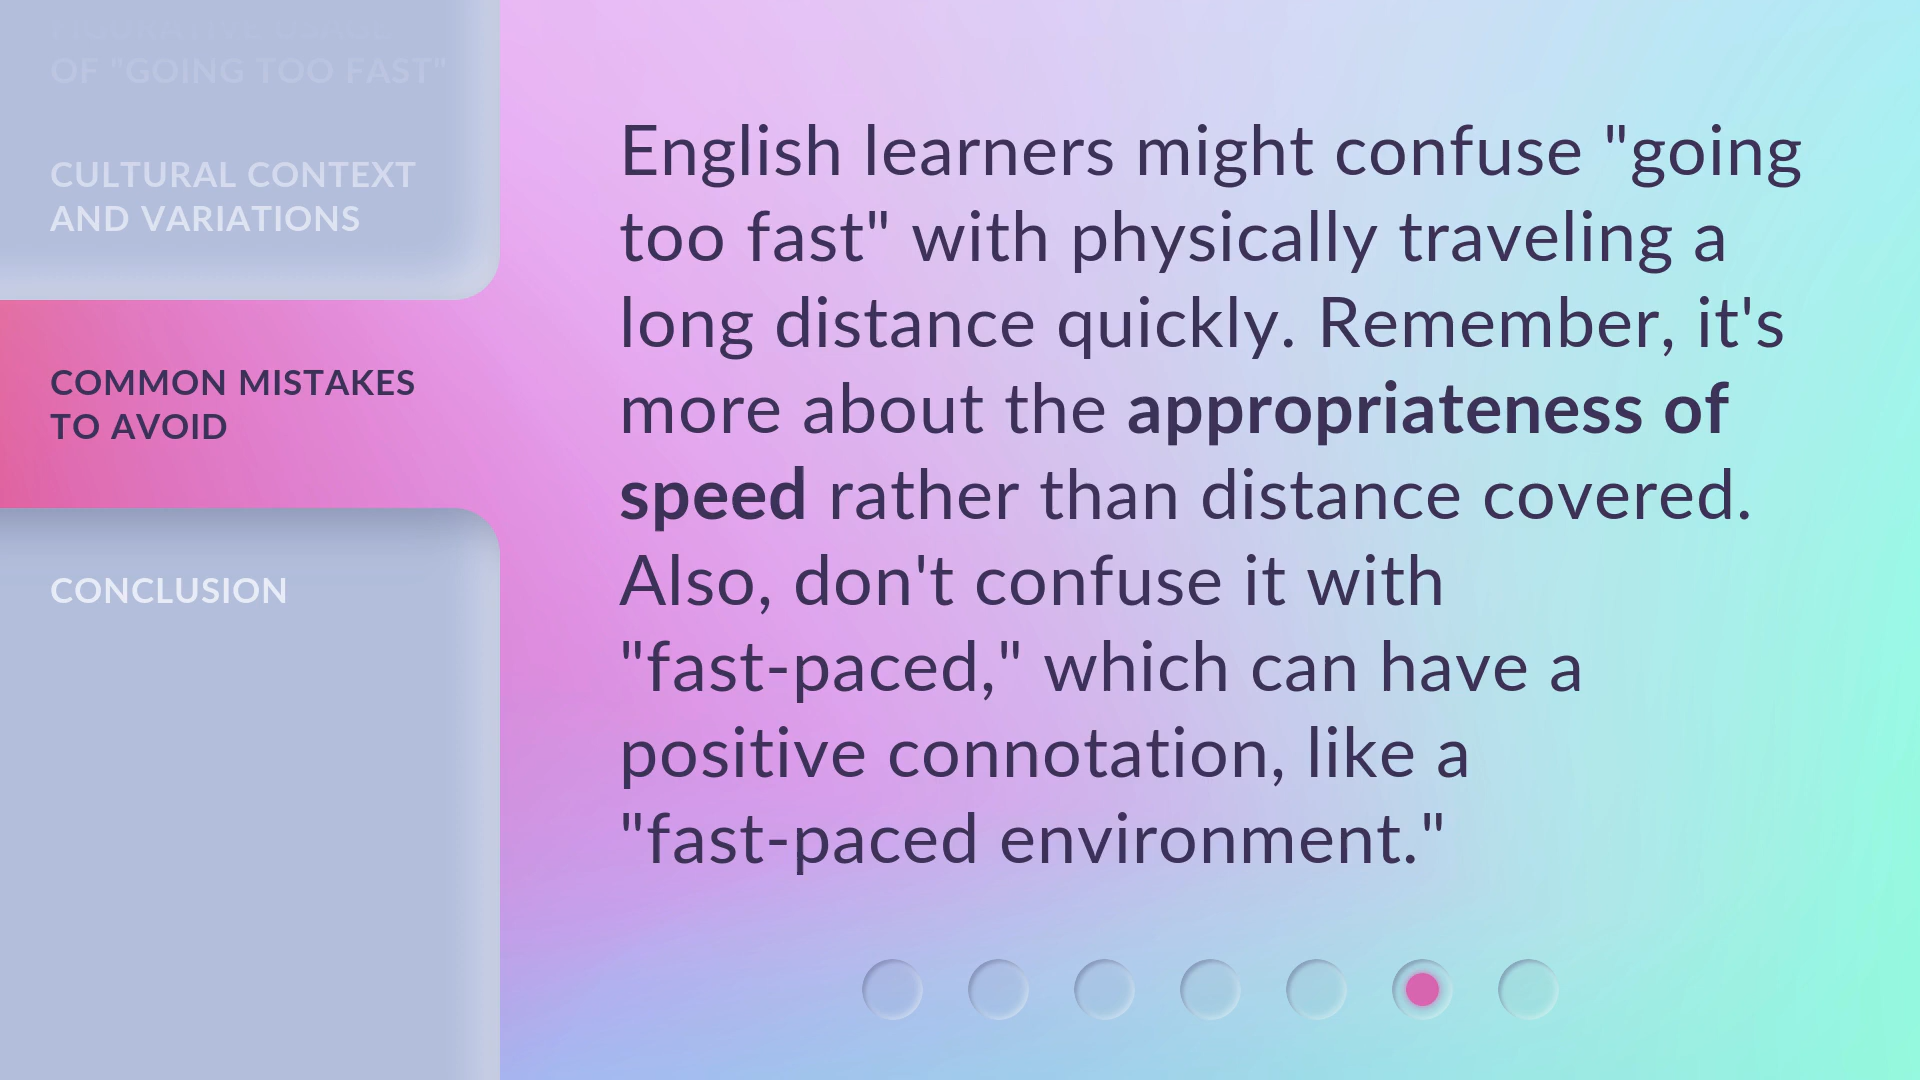 OF "GOING TOO FAST"
CULTURAL CONTEXT
AND VARIATIONS
COMMON MISTAKES
TO AVOID
CONCLUSION
English learners might confuse "going
too fast" with physically traveling a
long distance quickly. Remember, it's
more about the appropriateness of
speed rather than distance covered.
Also, don't confuse it with
"fast-paced," which can have a
positive connotation, like a
"fast-paced environment."